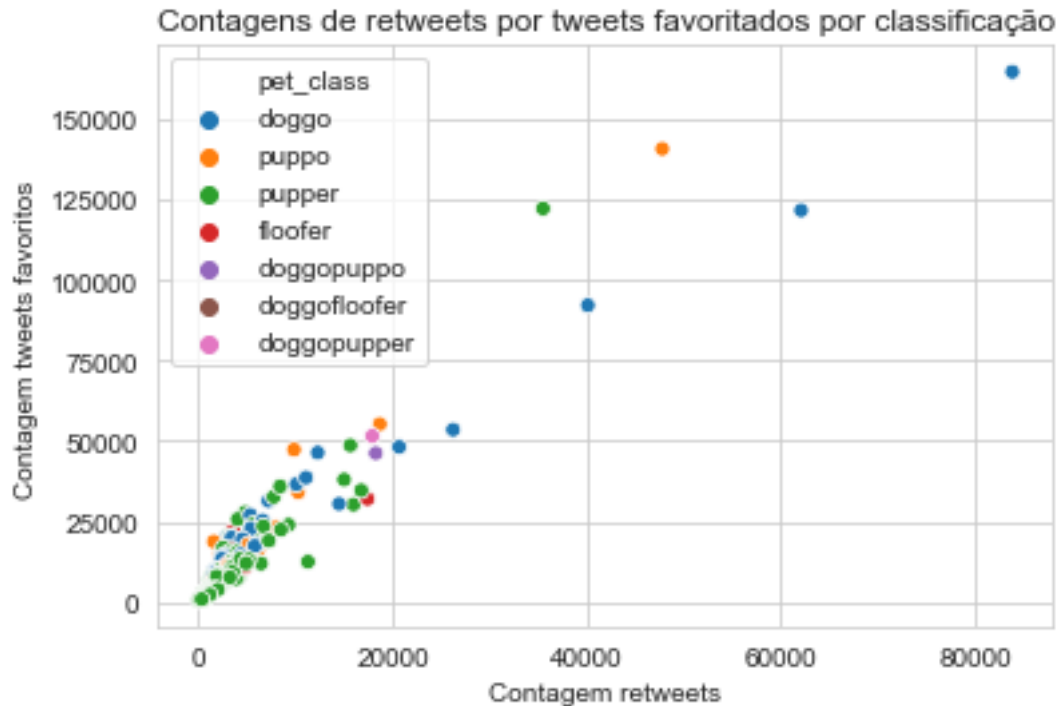 Contagens de retweets por tweets favoritados por classificação
pet_class
doggo
puppo
pupper
floofer
doggopuppo
doggofloofer
doggopupper
Contagem tweets favoritos
150000
125000
100000
75000
50000
25000
0
0 20000 40000 60000 80000
Contagem retweets